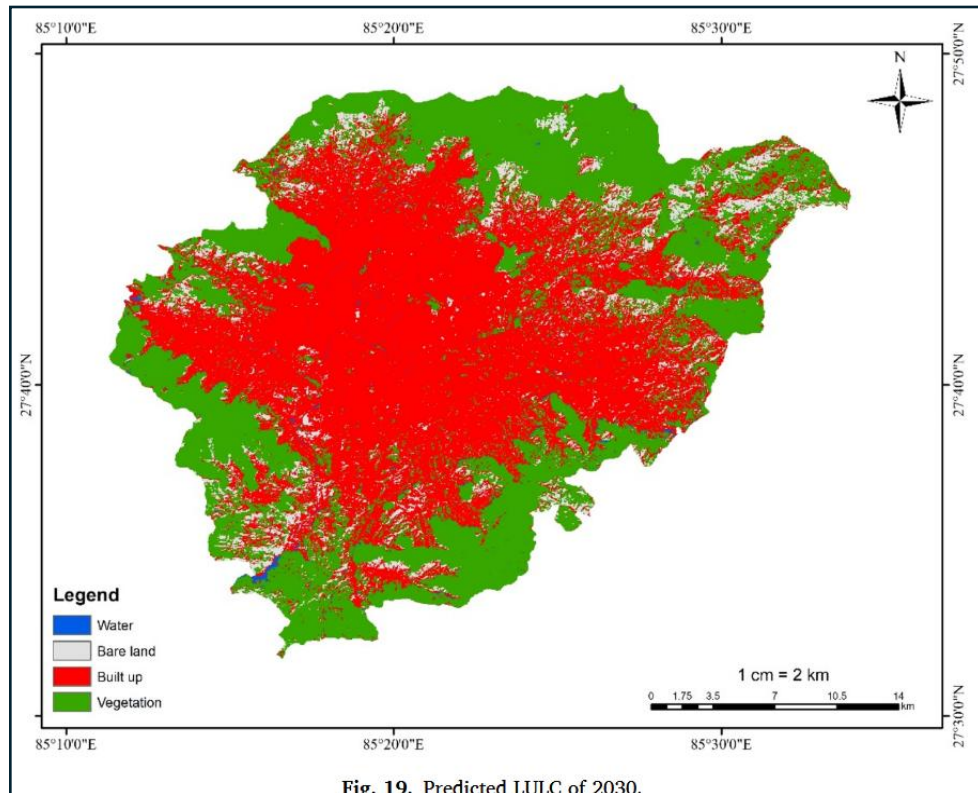 85°10'0"E
85°20'0"E
85°30'0"E
27°50'0"N
N
27°40'0"N
27°40'0"N
Legend
Water
Bare land
Built up
Vegetation
1 cm = 2 km
0 1.75 3.5 7 10.5 14
km
27°30'0"N
85°10'0"E
85°20'0"E
85°30'0"E
Fig. 19. Predicted LULC of 2030.